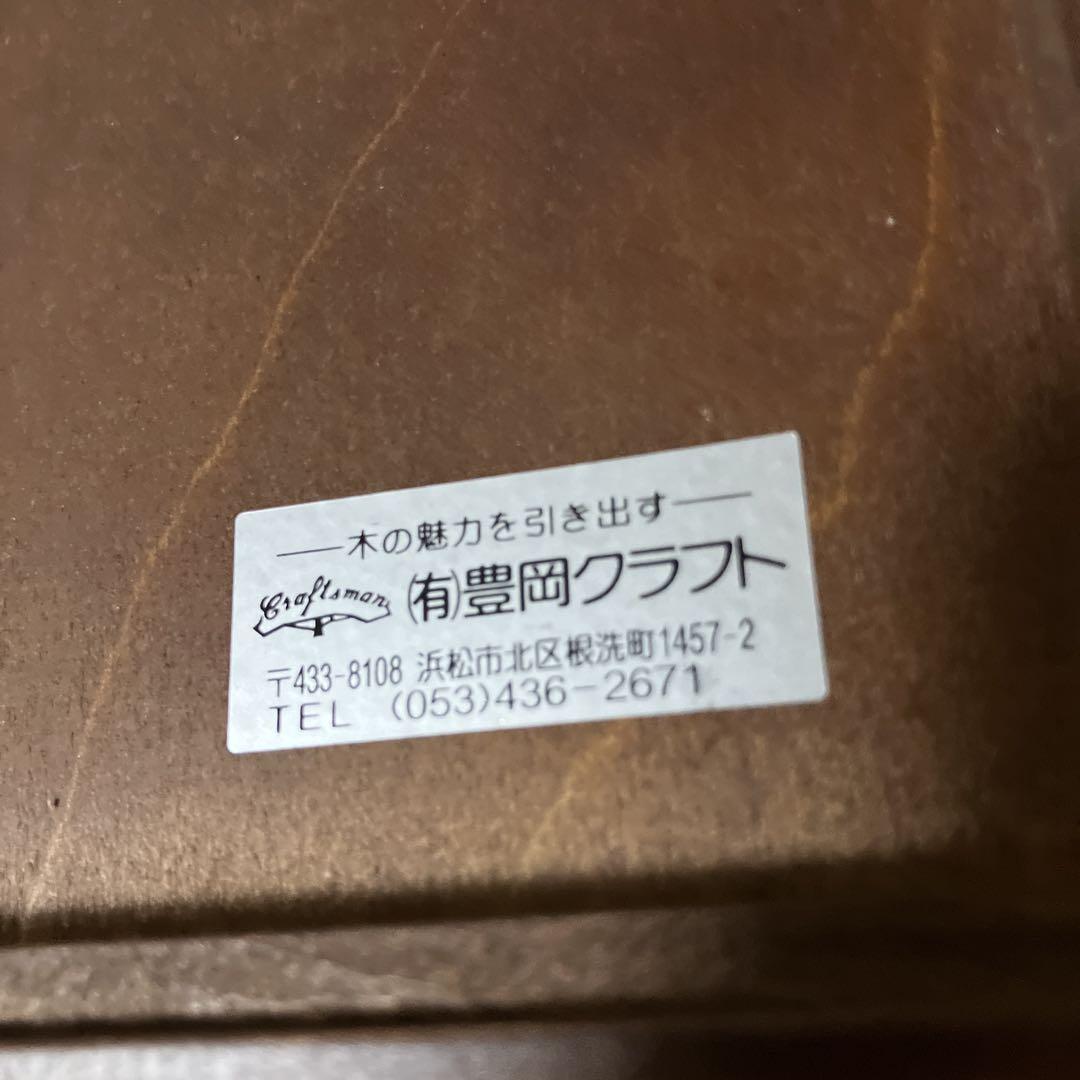 木の魅力を引き出す
Craftsman ㈲豊岡クラフト
〒433-8108 浜松市北区根洗町1457-2
TEL (053)436-2671